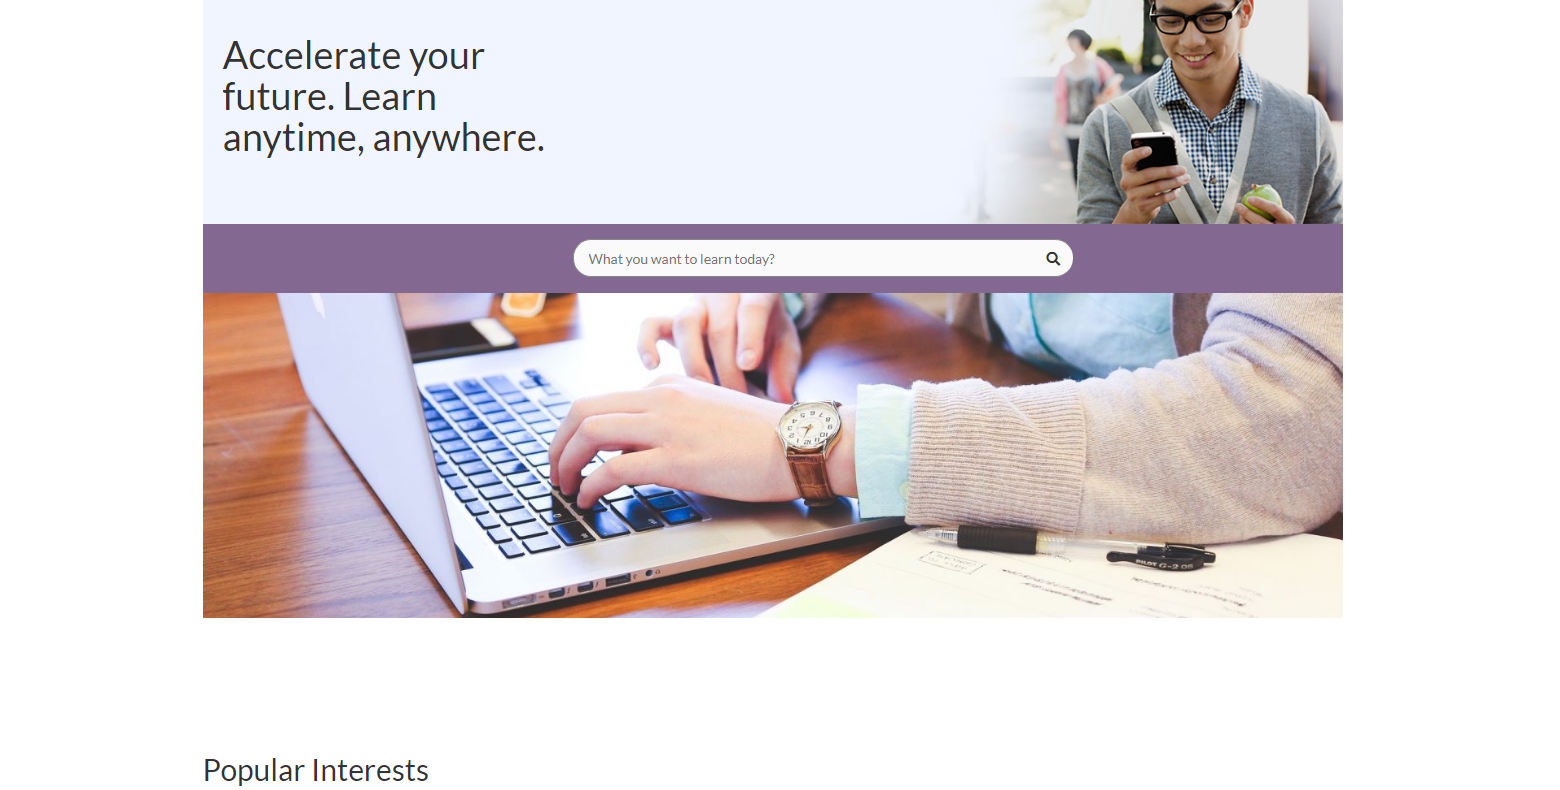 Accelerate your
future. Learn
anytime, anywhere.
What you want to learn today?
PILOT G-2 05
Popular Interests